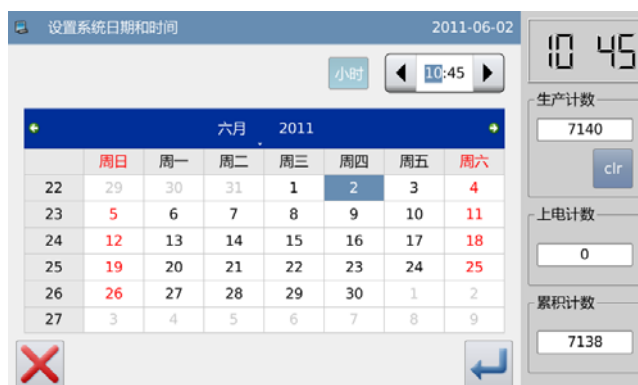 设置系统日期和时间 2011-06-02
小时 10:45
六月 2011
周日 周一 周二 周三 周四 周五 周六
22 29 30 31 1 2 3 4
23 5 6 7 8 9 10 11
24 12 13 14 15 16 17 18
25 19 20 21 22 23 24 25
26 26 27 28 29 30 1 2
27 3 4 5 6 7 8 9
10 45
生产计数
7140
clr
上电计数
0
累积计数
7138